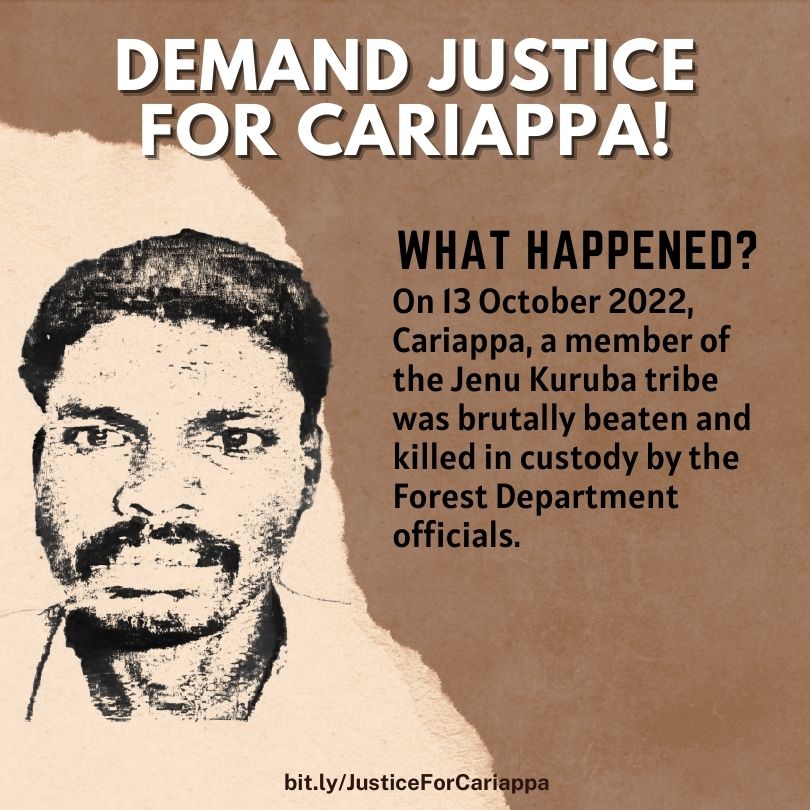 DEMAND JUSTICE
FOR CARIAPPA!
WHAT HAPPENED?
On 13 October 2022,
Cariappa, a member of
the Jenu Kuruba tribe
was brutally beaten and
killed in custody by the
Forest Department
officials.
bit.ly/JusticeForCariappa